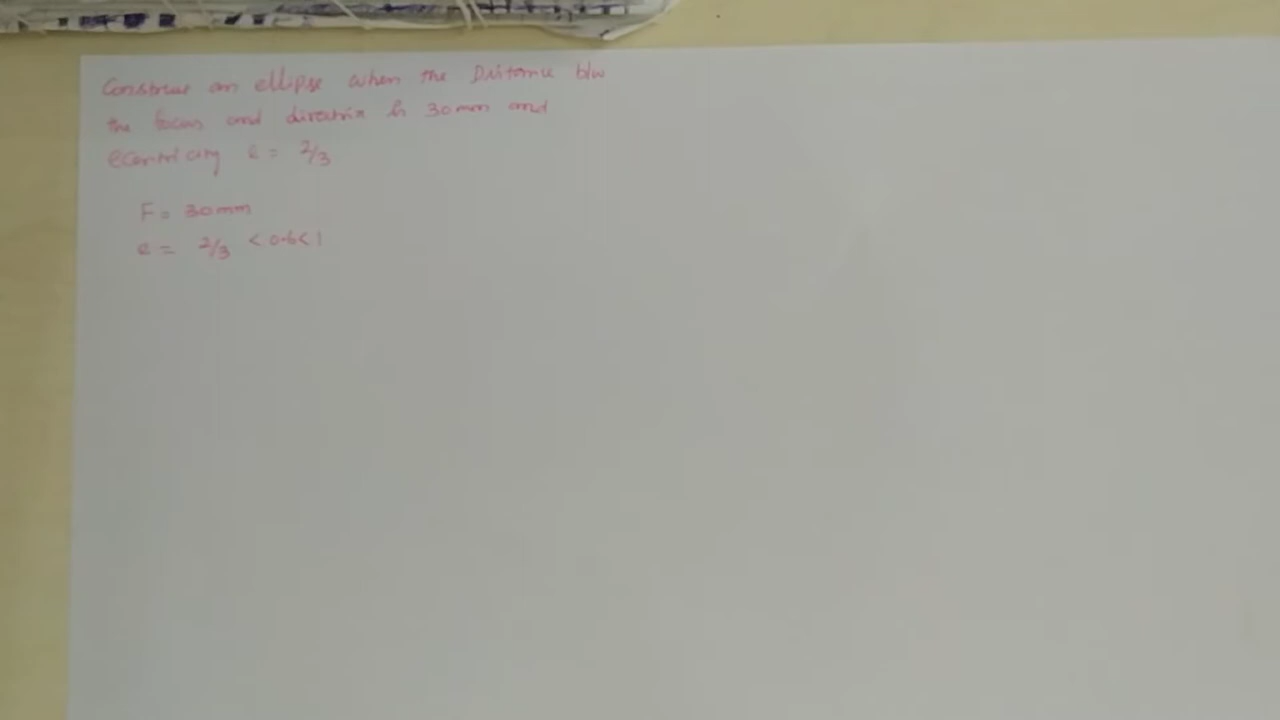 Construct an ellipse when the Distance b/w
the focus and directrix is 30mm and
eccentricity e = 2/3
F = 30mm
e = 2/3 < 0.6 < 1